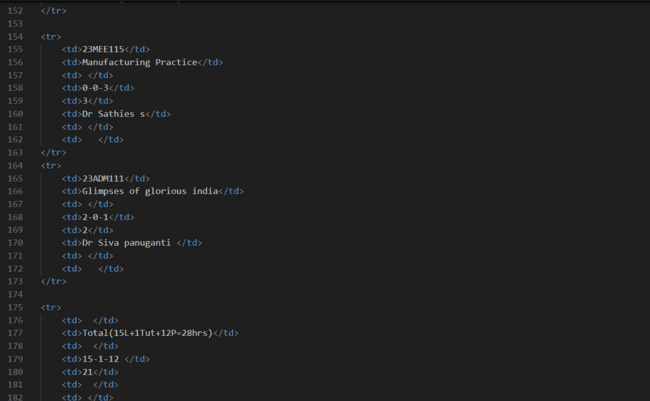 152 </tr>
153
154 <tr>
155 <td>23MEE115</td>
156 <td>Manufacturing Practice</td>
157 <td> </td>
158 <td>0-0-3</td>
159 <td>3</td>
160 <td>Dr Sathies s</td>
161 <td> </td>
162 <td>   </td>
163 </tr>
164 <tr>
165 <td>23ADM111</td>
166 <td>Glimpses of glorious india</td>
167 <td> </td>
168 <td>2-0-1</td>
169 <td>2</td>
170 <td>Dr Siva panuganti </td>
171 <td> </td>
172 <td>   </td>
173 </tr>
174
175 <tr>
176 <td>  </td>
177 <td>Total(15L+1Tut+12P=28hrs)</td>
178 <td>  </td>
179 <td>15-1-12 </td>
180 <td>21</td>
181 <td>  </td>
182 <td> </td>